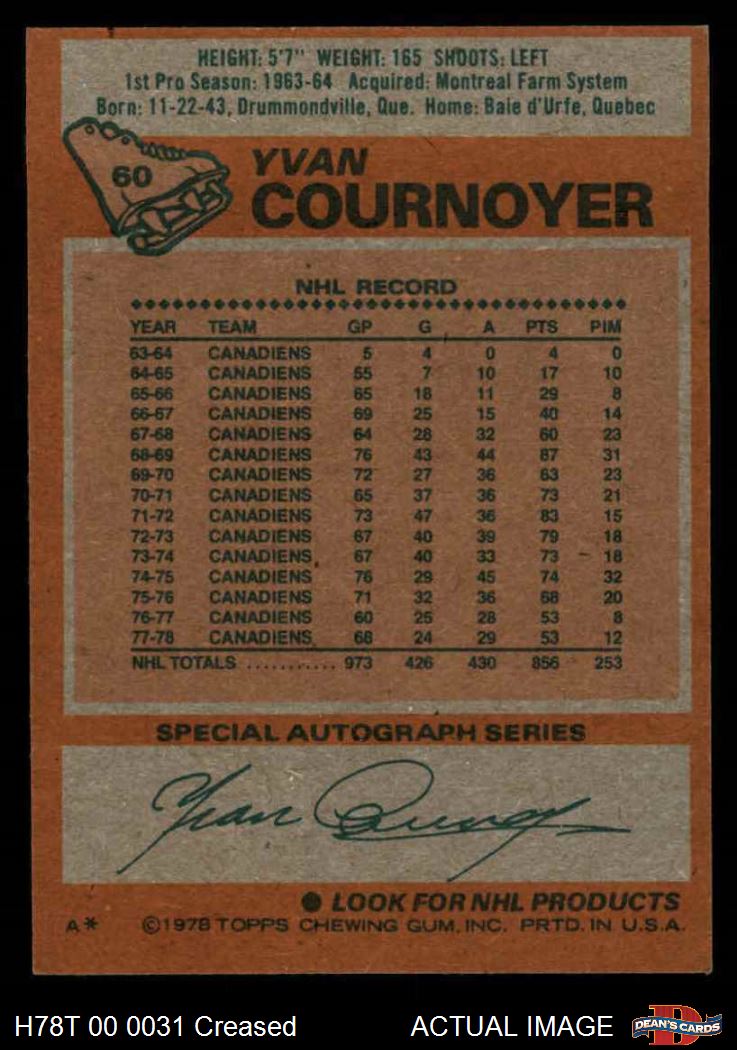 HEIGHT: 5'7" WEIGHT: 165 SHOOTS: LEFT
1st Pro Season: 1963-64 Acquired: Montreal Farm System
Born: 11-22-43, Drummondville, Que. Home: Baie d'Urfe, Quebec
60
YVAN
COURNOYER
NHL RECORD
YEAR TEAM GP G A PTS PIM
63-64 CANADIENS 5 4 0 4 0
64-65 CANADIENS 55 7 10 17 10
65-66 CANADIENS 65 18 11 29 8
66-67 CANADIENS 69 25 15 40 14
67-68 CANADIENS 64 28 32 60 23
68-69 CANADIENS 76 43 44 87 31
69-70 CANADIENS 72 27 36 63 23
70-71 CANADIENS 65 37 36 73 21
71-72 CANADIENS 73 47 36 83 15
72-73 CANADIENS 67 40 39 79 18
73-74 CANADIENS 67 40 33 73 18
74-75 CANADIENS 76 29 45 74 32
75-76 CANADIENS 71 32 36 68 20
76-77 CANADIENS 60 25 28 53 8
77-78 CANADIENS 68 24 29 53 12
NHL TOTALS ........... 973 426 430 856 253
SPECIAL AUTOGRAPH SERIES
Yvan Cournoyer
● LOOK FOR NHL PRODUCTS
A* ©1978 TOPPS CHEWING GUM, INC. PRTD. IN U.S.A.
H78T 00 0031 Creased ACTUAL IMAGE
D
DEAN'S CARDS